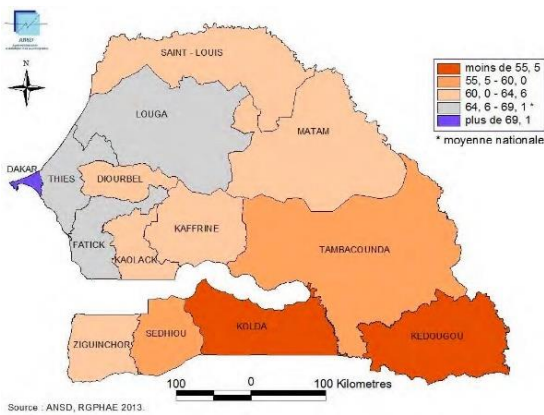 ANSD
N
SAINT - LOUIS
LOUGA
MATAM
DAKAR
THIES
DIOURBEL
FATICK
KAOLACK
KAFFRINE
TAMBACOUNDA
ZIGUINCHOR
SEDHIOU
KOLDA
KEDOUGOU
moins de 55, 5
55, 5 - 60, 0
60, 0 - 64, 6
64, 6 - 69, 1 *
plus de 69, 1
* moyenne nationale
100 0 100 Kilometres
Source : ANSD, RGPHAE 2013.